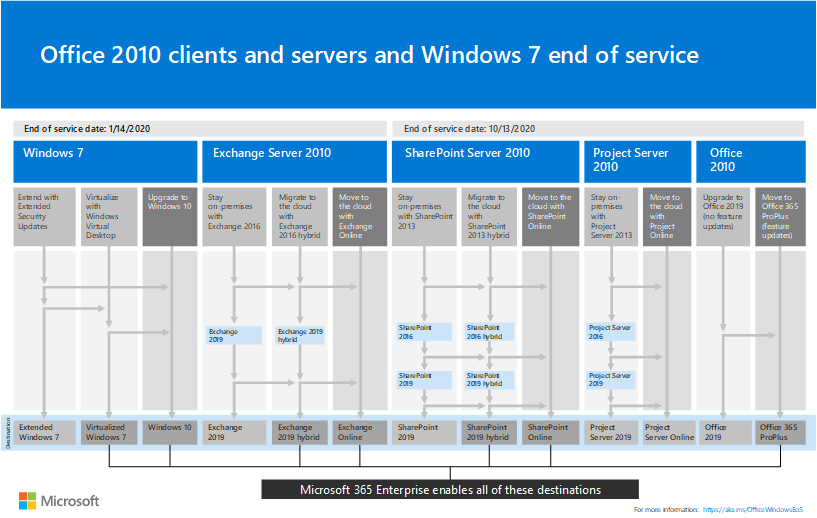 Office 2010 clients and servers and Windows 7 end of service
End of service date: 1/14/2020
End of service date: 10/13/2020
Windows 7
Exchange Server 2010
SharePoint Server 2010
Project Server
2010
Office
2010
Extend with
Extended
Security
Updates
Virtualize
with
Windows
Virtual
Desktop
Upgrade to
Windows 10
Stay
on-premises
with
Exchange 2016
Migrate to
the cloud
with
Exchange
2016 hybrid
Move to
the cloud
with
Exchange
Online
Stay
on-premises
with SharePoint
2013
Migrate to
the cloud
with
SharePoint
2013 hybrid
Move to the
cloud with
SharePoint
Online
Stay on-
premises
with
Project
Server 2013
Move to
the cloud
with
Project
Online
Upgrade to
Office 2019
(no feature
updates)
Move to
Office 365
ProPlus
(feature
updates)
Exchange
2019
Exchange 2019
hybrid
SharePoint
2016
SharePoint
2016 hybrid
Project Server
2016
SharePoint
2019
SharePoint
2019 hybrid
Project Server
2019
Destination
Extended
Windows 7
Virtualized
Windows 7
Windows 10
Exchange
2019
Exchange
2019 hybrid
Exchange
Online
SharePoint
2019
SharePoint
2019 hybrid
SharePoint
Online
Project
Server 2019
Project
Server Online
Office
2019
Office 365
ProPlus
Microsoft 365 Enterprise enables all of these destinations
Microsoft
For more information: https://aka.ms/OfficeWindowsEoS